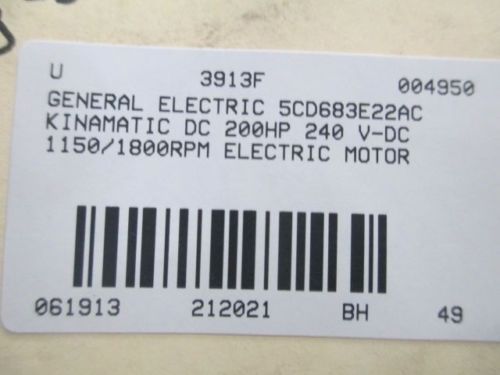 U 3913F 004950
GENERAL ELECTRIC 5CD683E22AC
KINAMATIC DC 200HP 240 V-DC
1150/1800RPM ELECTRIC MOTOR
061913 212021 BH 49